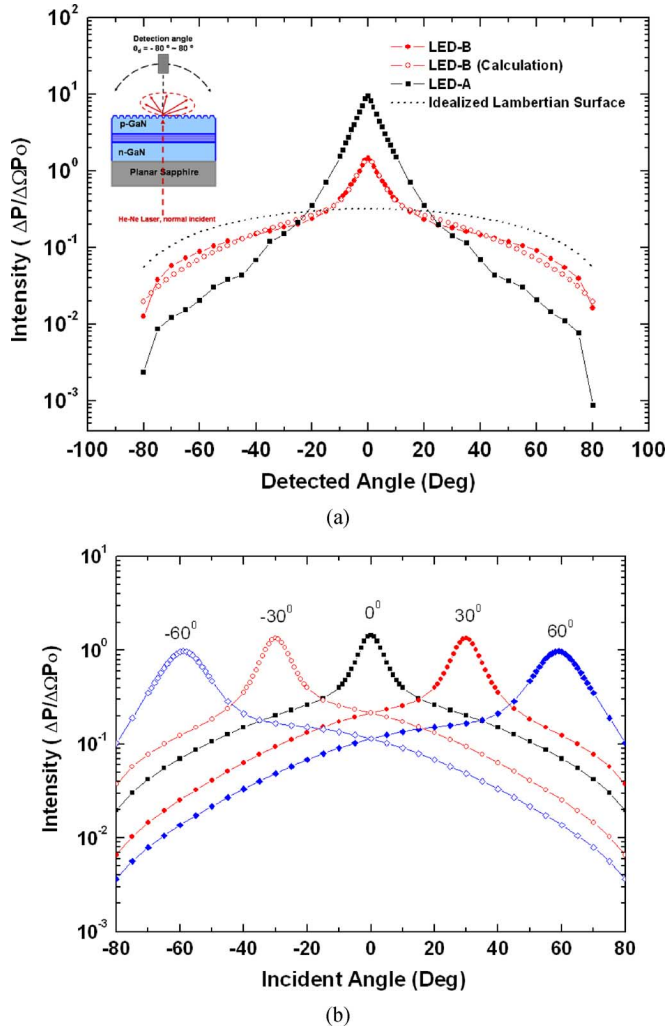 10²
10¹
10⁰
10⁻¹
10⁻²
10⁻³
Intensity ( ΔP/ΔΩPo)
Detection angle
θd = - 80 ° ~ 80 °
p-GaN
n-GaN
Planar Sapphire
He-Ne Laser, normal incident
LED-B
LED-B (Calculation)
LED-A
Idealized Lambertian Surface
-100 -80 -60 -40 -20 0 20 40 60 80 100
Detected Angle (Deg)
(a)
10¹
10⁰
10⁻¹
10⁻²
10⁻³
Intensity ( ΔP/ΔΩPo)
-60⁰ -30⁰ 0⁰ 30⁰ 60⁰
-80 -60 -40 -20 0 20 40 60 80
Incident Angle (Deg)
(b)